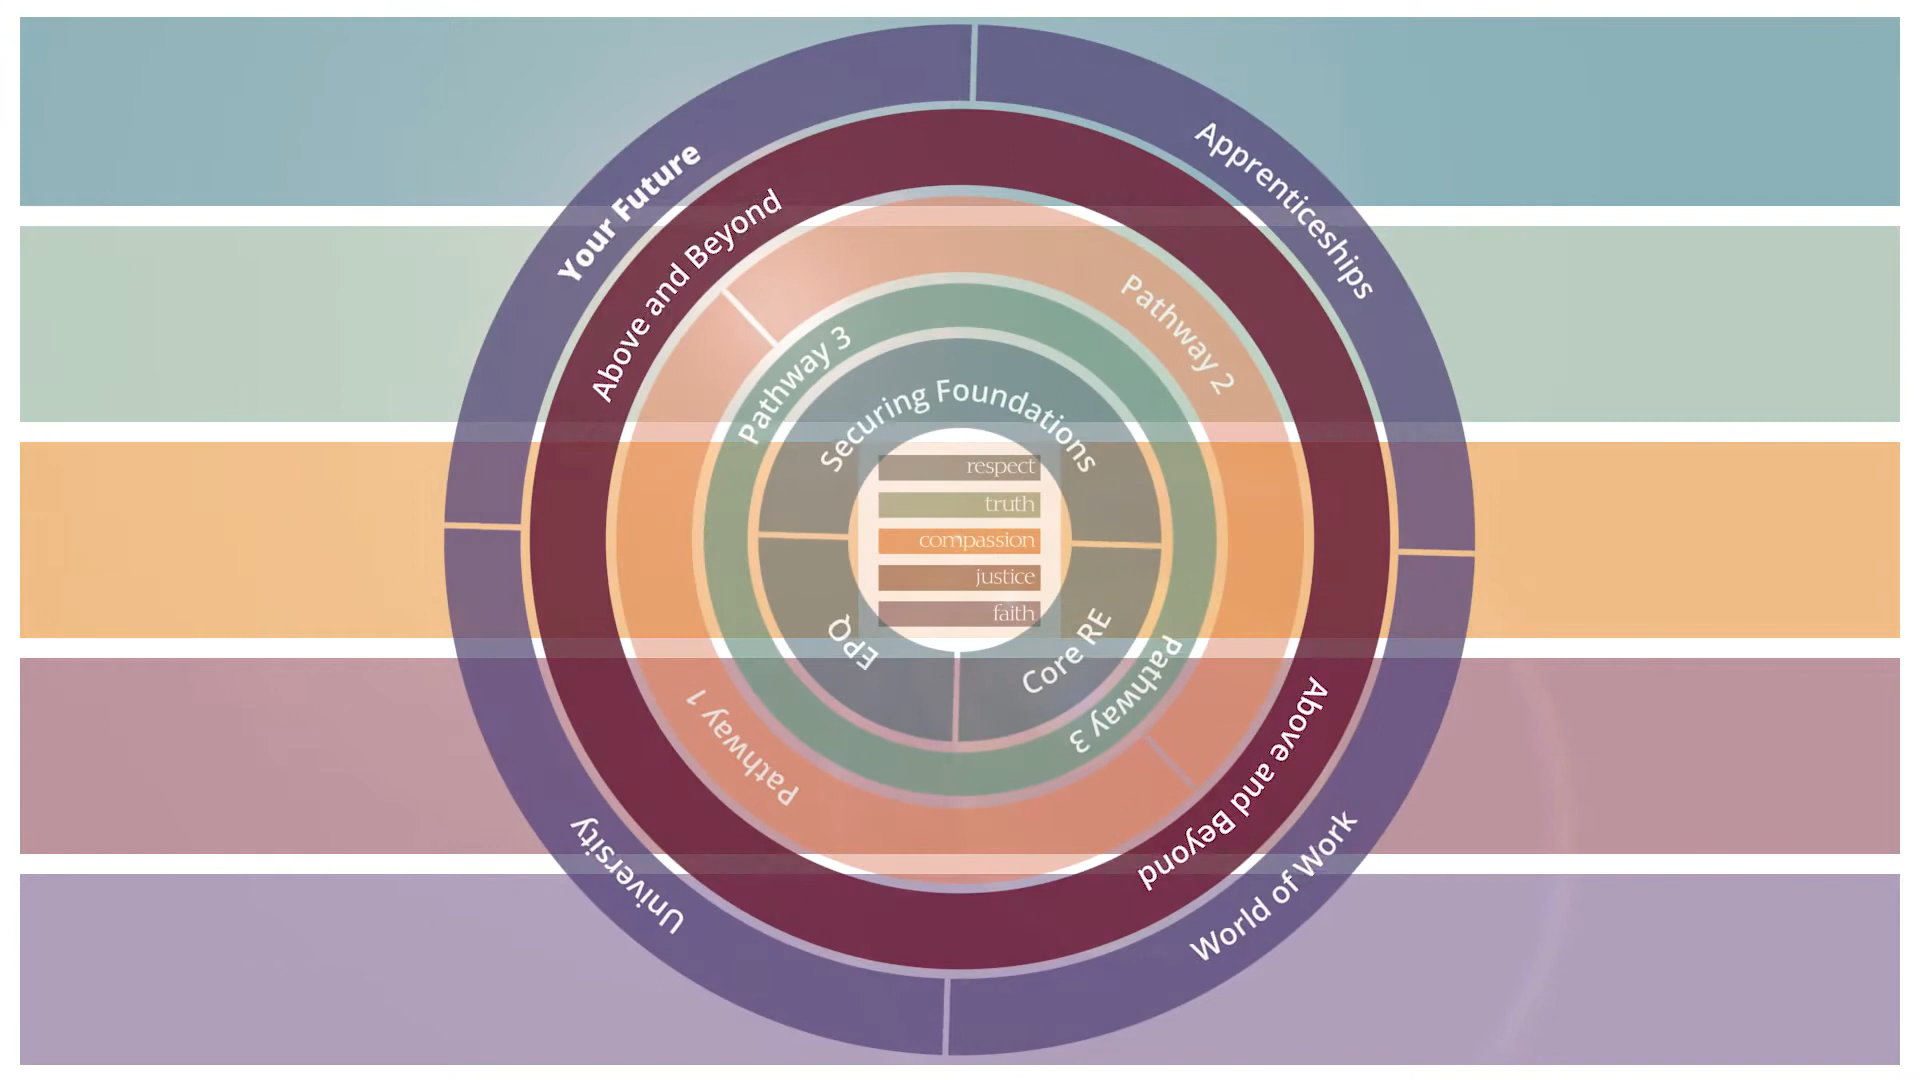 Your Future
Apprenticeships
Above and Beyond
Pathway 2
Pathway 3
Securing Foundations
respect
truth
compassion
justice
faith
EPQ
Core RE
Pathway 3
Pathway 1
Above and Beyond
University
World of Work